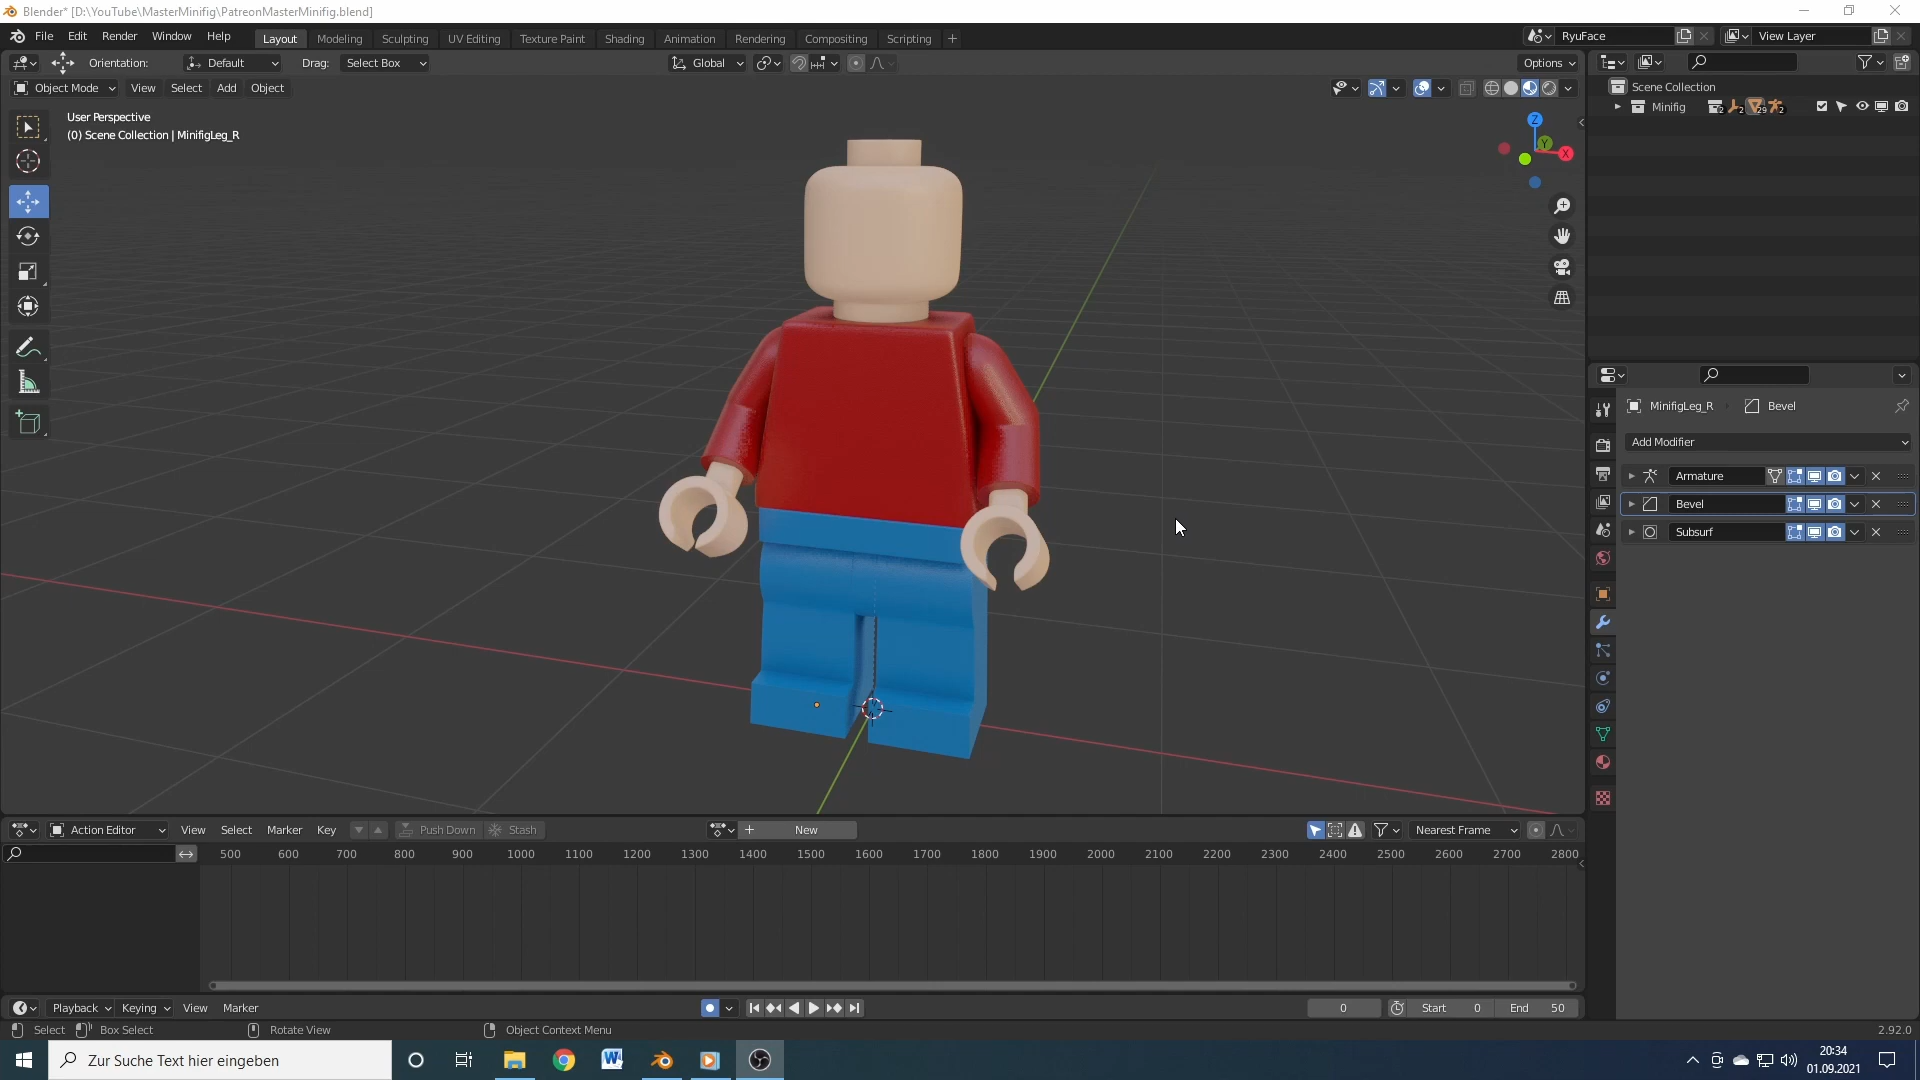 Blender* [D:\YouTube\MasterMinifig\PatreonMasterMinifig.blend]
File Edit Render Window Help Layout Modeling Sculpting UV Editing Texture Paint Shading Animation Rendering Compositing Scripting + RyuFace View Layer
Orientation: Default Drag: Select Box Global Options
Object Mode View Select Add Object
Scene Collection
Minifig 2 2 29 2
User Perspective
(0) Scene Collection | MinifigLeg_R
Z
Y
X
MinifigLeg_R Bevel
Add Modifier
Armature
Bevel
Subsurf
Action Editor View Select Marker Key Push Down Stash New Nearest Frame
500 600 700 800 900 1000 1100 1200 1300 1400 1500 1600 1700 1800 1900 2000 2100 2200 2300 2400 2500 2600 2700 2800
Playback Keying View Marker 0 Start 0 End 50
Select Box Select Rotate View Object Context Menu 2.92.0
Zur Suche Text hier eingeben
20:34
01.09.2021